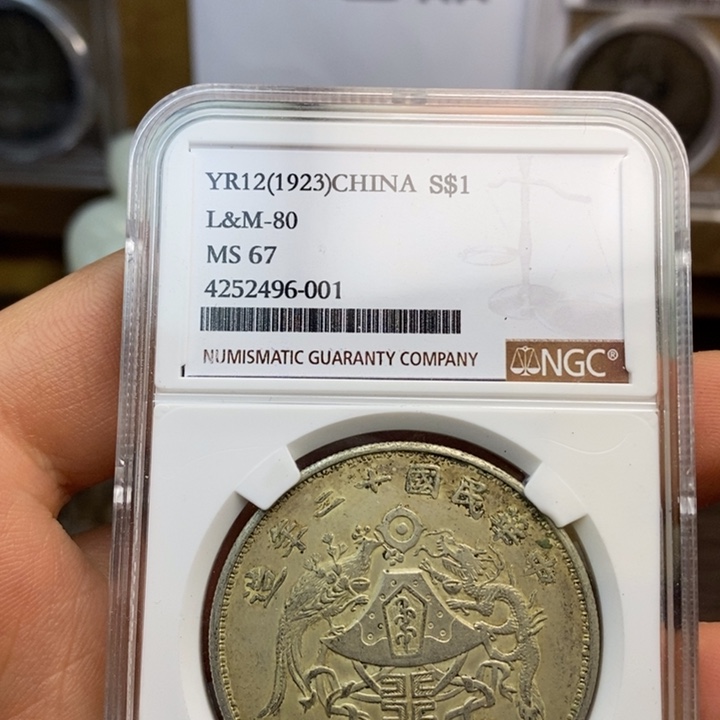 YR12(1923)CHINA S$1
L&M-80
MS 67
4252496-001
NUMISMATIC GUARANTY COMPANY
NGC®
造年二十國民華中